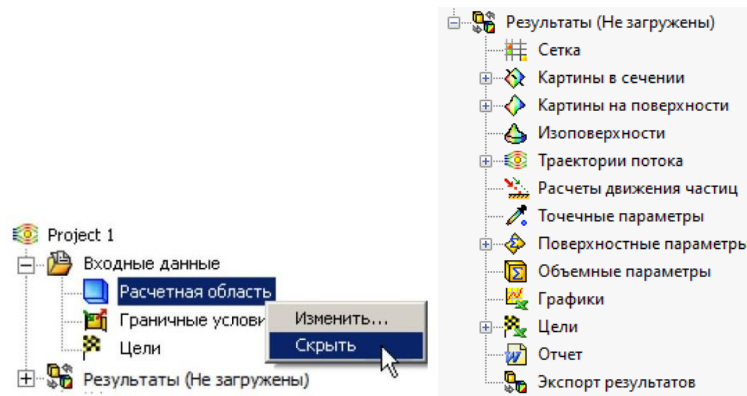 Project 1
Входные данные
Расчетная область
Граничные услови
Цели
Результаты (Не загружены)
Изменить...
Скрыть
Результаты (Не загружены)
Сетка
Картины в сечении
Картины на поверхности
Изоповерхности
Траектории потока
Расчеты движения частиц
Точечные параметры
Поверхностные параметры
Объемные параметры
Графики
Цели
Отчет
Экспорт результатов